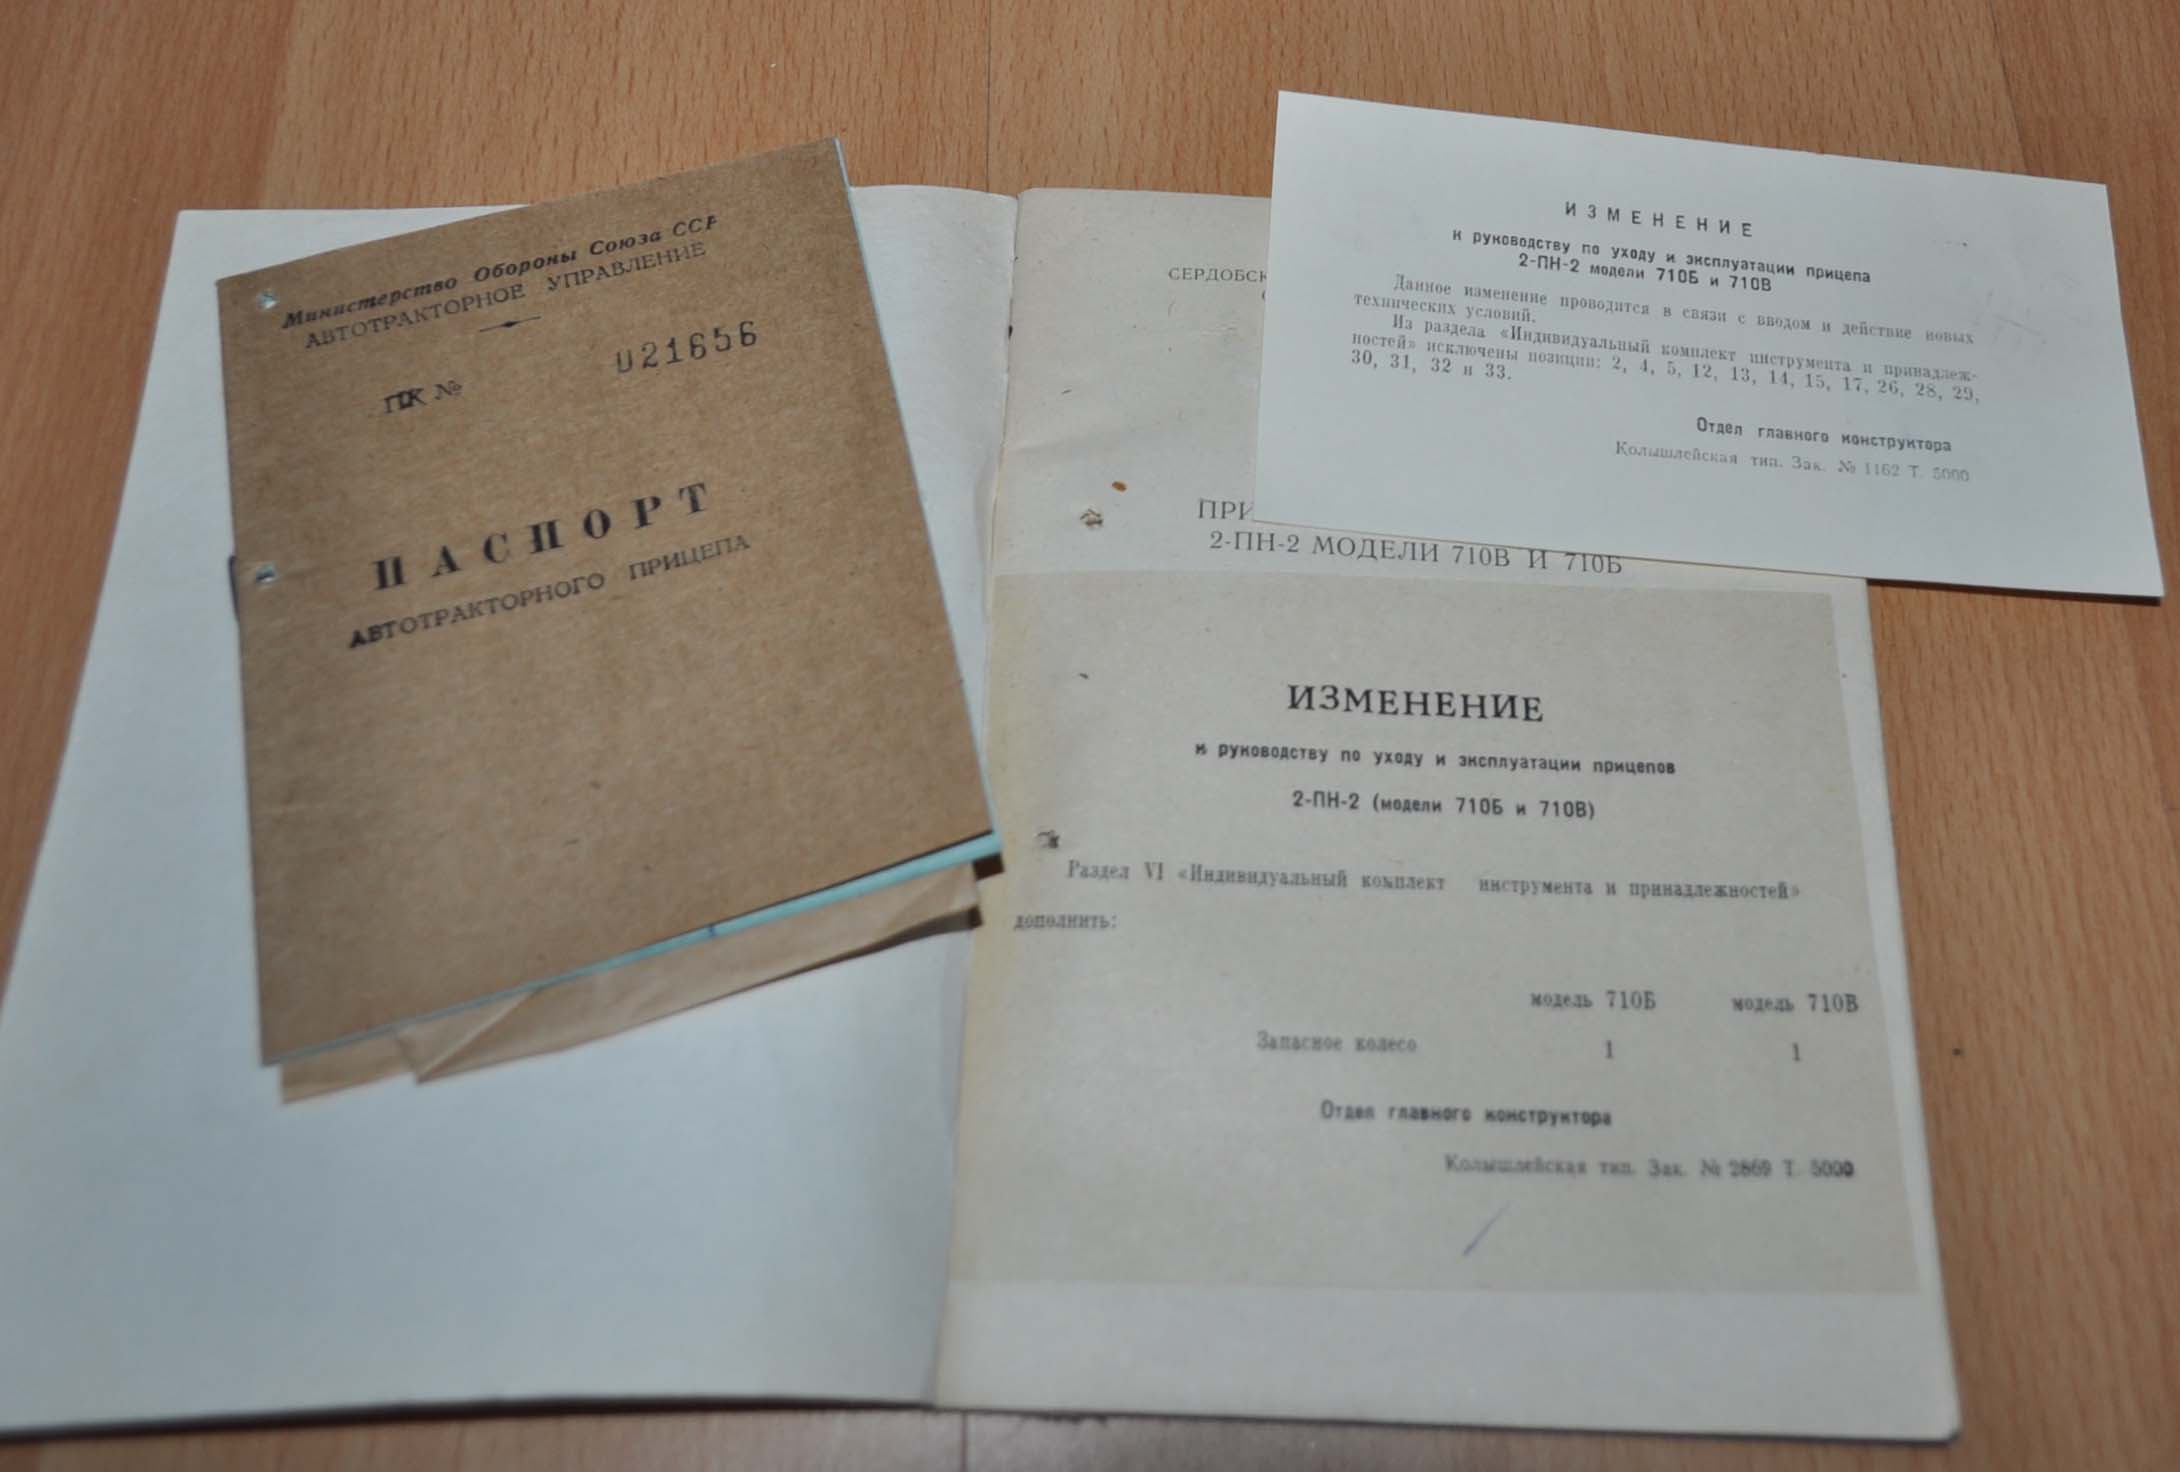 Министерство Обороны Союза ССР
АВТОТРАКТОРНОЕ УПРАВЛЕНИЕ
ПК №
021656
ПАСПОРТ
АВТОТРАКТОРНОГО ПРИЦЕПА
ИЗМЕНЕНИЕ
к руководству по уходу и эксплуатации прицепа
2-ПН-2 модели 710Б и 710В
Данное изменение проводится в связи с вводом и действие новых
технических условий.
Из раздела «Индивидуальный комплект инструмента и принадлеж-
ностей» исключены позиции: 2, 4, 5, 12, 13, 14, 15, 17, 26, 28, 29,
30, 31, 32 и 33.
Отдел главного конструктора
Колышлейская тип. Зак. № 1162 Т. 5000
СЕРДОБСК
ПРИ
2-ПН-2 МОДЕЛИ 710В И 710Б
ИЗМЕНЕНИЕ
к руководству по уходу и эксплуатации прицепов
2-ПН-2 (модели 710Б и 710В)
Раздел VI «Индивидуальный комплект инструмента и принадлежностей»
дополнить:
модель 710Б модель 710В
Запасное колесо 1 1
Отдел главного конструктора
Колышлейская тип. Зак. № 2869 Т. 5000